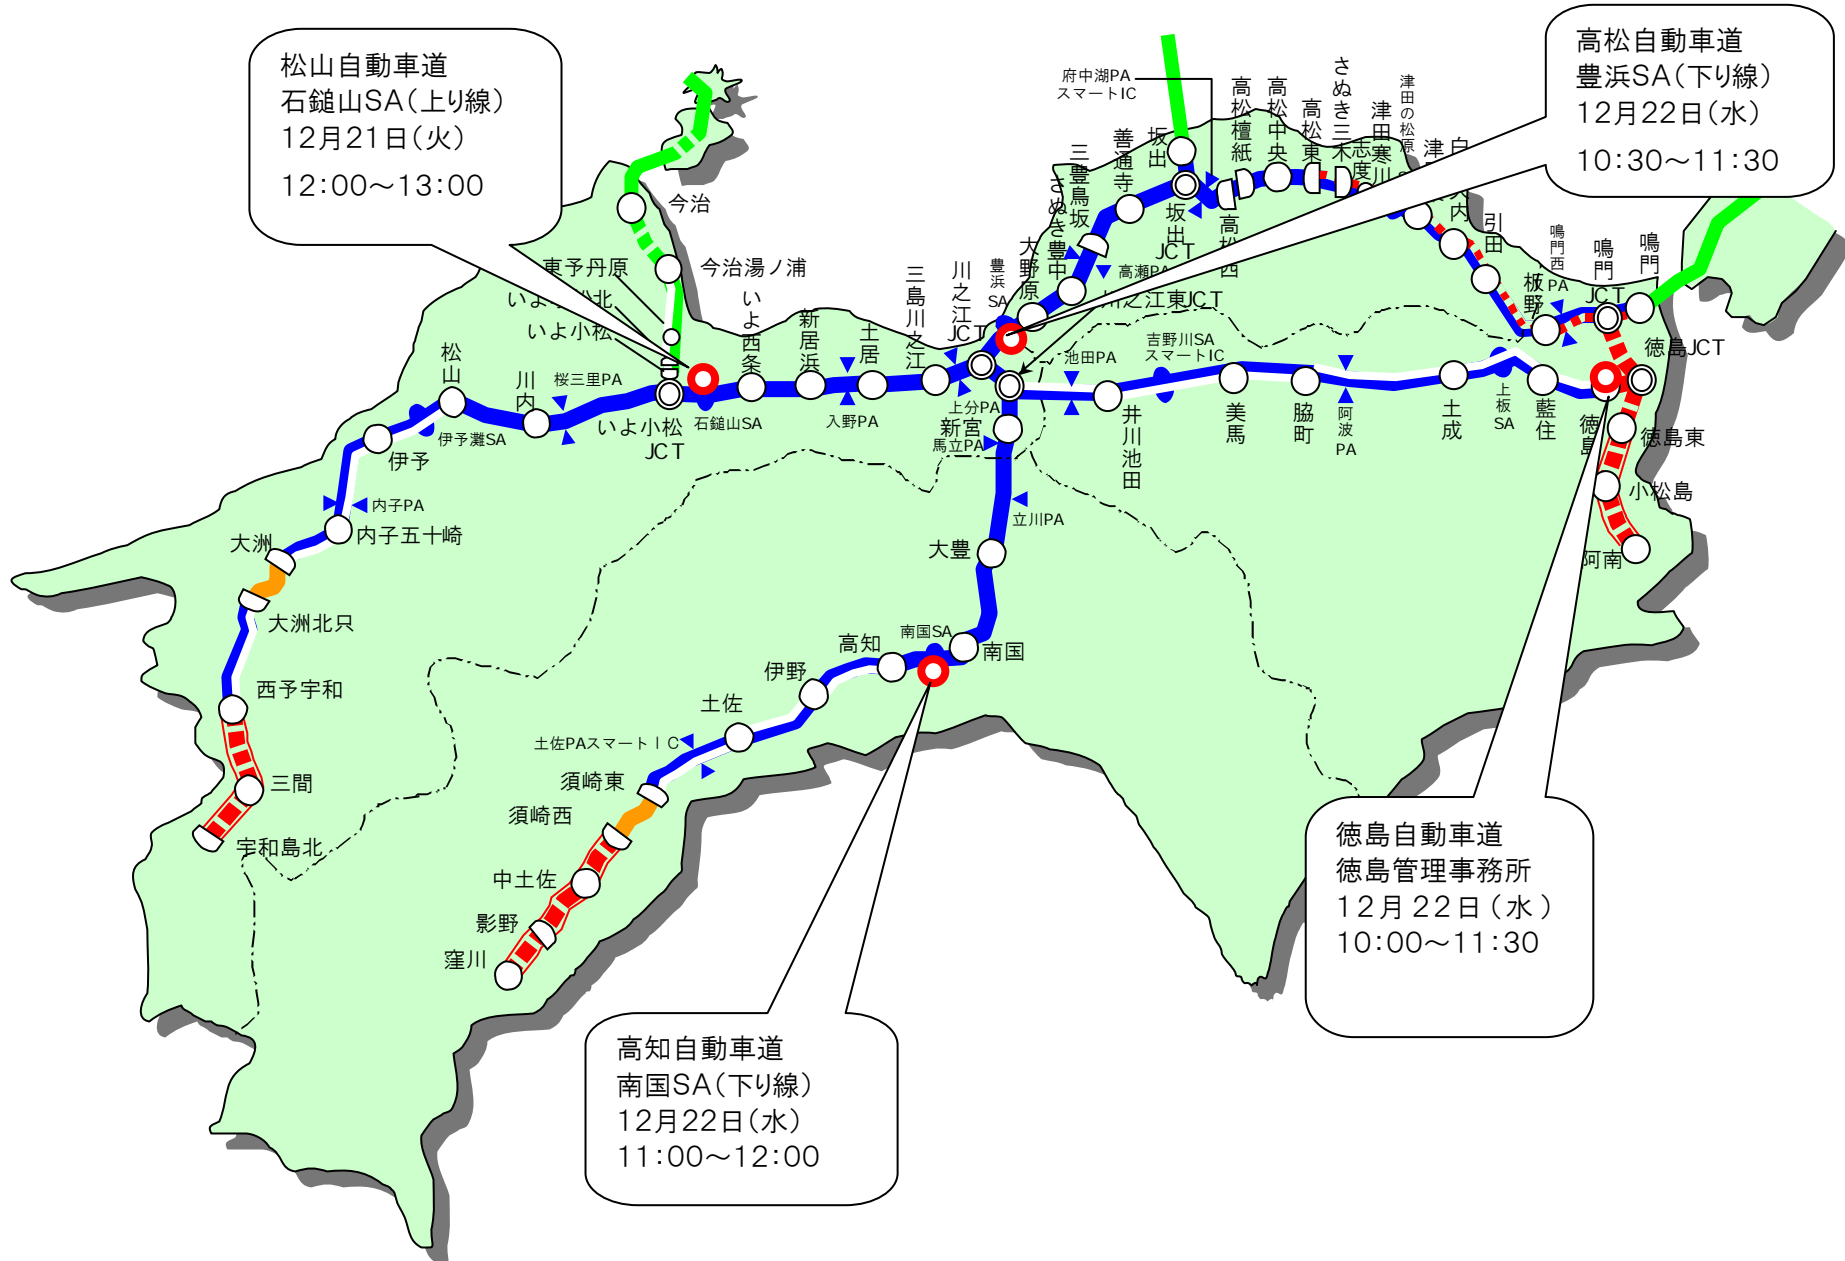 松山自動車道
石鎚山SA(上り線)
12月21日(火)
12:00～13:00
高松自動車道
豊浜SA(下り線)
12月22日(水)
10:30～11:30
徳島自動車道
徳島管理事務所
12月22日(水)
10:00～11:30
高知自動車道
南国SA(下り線)
12月22日(水)
11:00～12:00
府中湖PA
スマートIC
高松檀紙
高松中央
高松東
さぬき三木
志度
津田寒川
津田の松原
引田
板野
鳴門西PA
鳴門JCT
鳴門
坂出
坂出JCT
善通寺
三豊鳥坂
さぬき豊中
高瀬PA
大野原
豊浜SA
川之江JCT
三島川之江
土居
新居浜
いよ西条
入野PA
石鎚山SA
いよ小松JCT
いよ小松
東予丹原
今治湯ノ浦
今治
桜三里PA
川内
松山
伊予灘SA
伊予
内子PA
内子五十崎
大洲
大洲北只
西予宇和
三間
宇和島北
上分PA
新宮
馬立PA
立川PA
大豊
南国
南国SA
高知
伊野
土佐
土佐PAスマートIC
須崎東
須崎西
中土佐
影野
窪川
池田PA
井川池田
吉野川SA
スマートIC
美馬
脇町
阿波PA
土成
上板SA
藍住
徳島
徳島JCT
徳島東
小松島
阿南